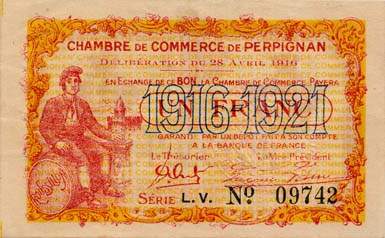 CHAMBRE DE COMMERCE DE PERPIGNAN
DÉLIBÉRATION DU 28 AVRIL 1916
EN ÉCHANGE DE CE BON, LA CHAMBRE DE COMMERCE PAYERA
UN FRANC
1916-1921
GARANTIE PAR UN DÉPÔT FAIT À SON COMPTE
A LA BANQUE DE FRANCE
Le Trésorier Le Vice-Président
SÉRIE L.V. Nº 09742